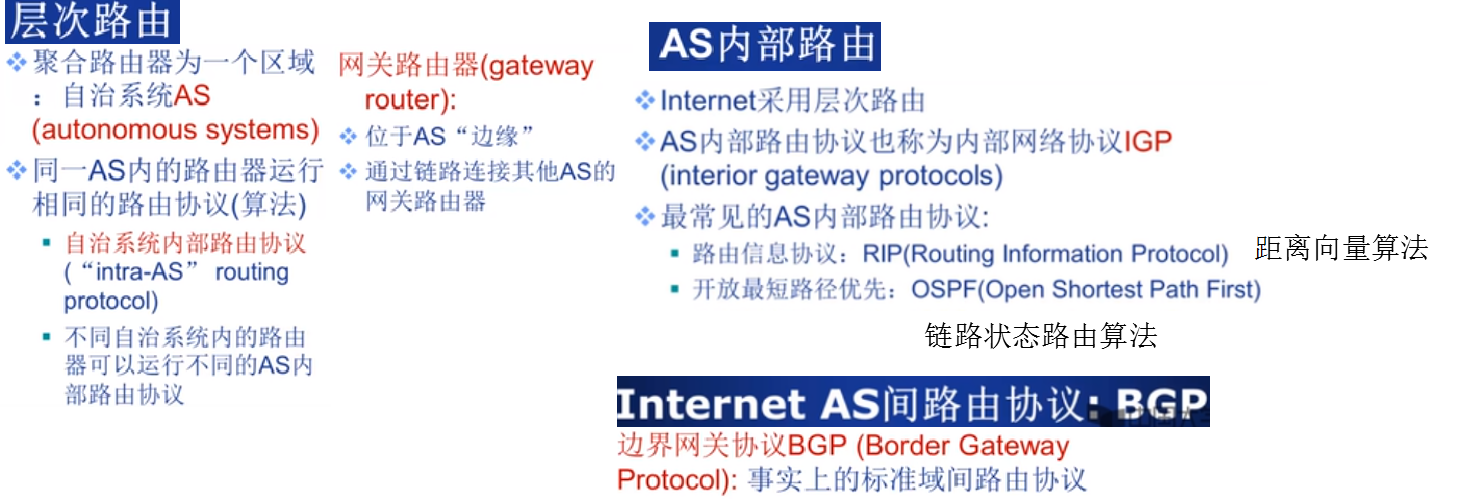 层次路由
聚合路由器为一个区域
：自治系统AS
(autonomous systems)
同一AS内的路由器运行
相同的路由协议(算法)
自治系统内部路由协议
(“intra-AS” routing
protocol)
不同自治系统内的路由
器可以运行不同的AS内
部路由协议
网关路由器(gateway
router):
位于AS“边缘”
通过链路连接其他AS的
网关路由器
AS内部路由
Internet采用层次路由
AS内部路由协议也称为内部网络协议IGP
(interior gateway protocols)
最常见的AS内部路由协议:
路由信息协议：RIP(Routing Information Protocol)
距离向量算法
开放最短路径优先：OSPF(Open Shortest Path First)
链路状态路由算法
Internet AS间路由协议: BGP
边界网关协议BGP (Border Gateway
Protocol): 事实上的标准域间路由协议